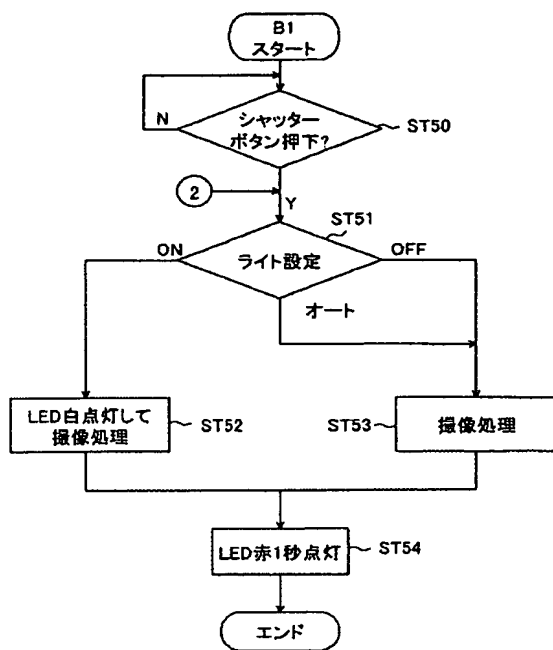 B1
スタート
シャッター
ボタン押下?
N
ST50
2
Y
ST51
ON
ライト設定
OFF
オート
LED白点灯して
撮像処理
ST52
ST53
撮像処理
LED赤1秒点灯
ST54
エンド